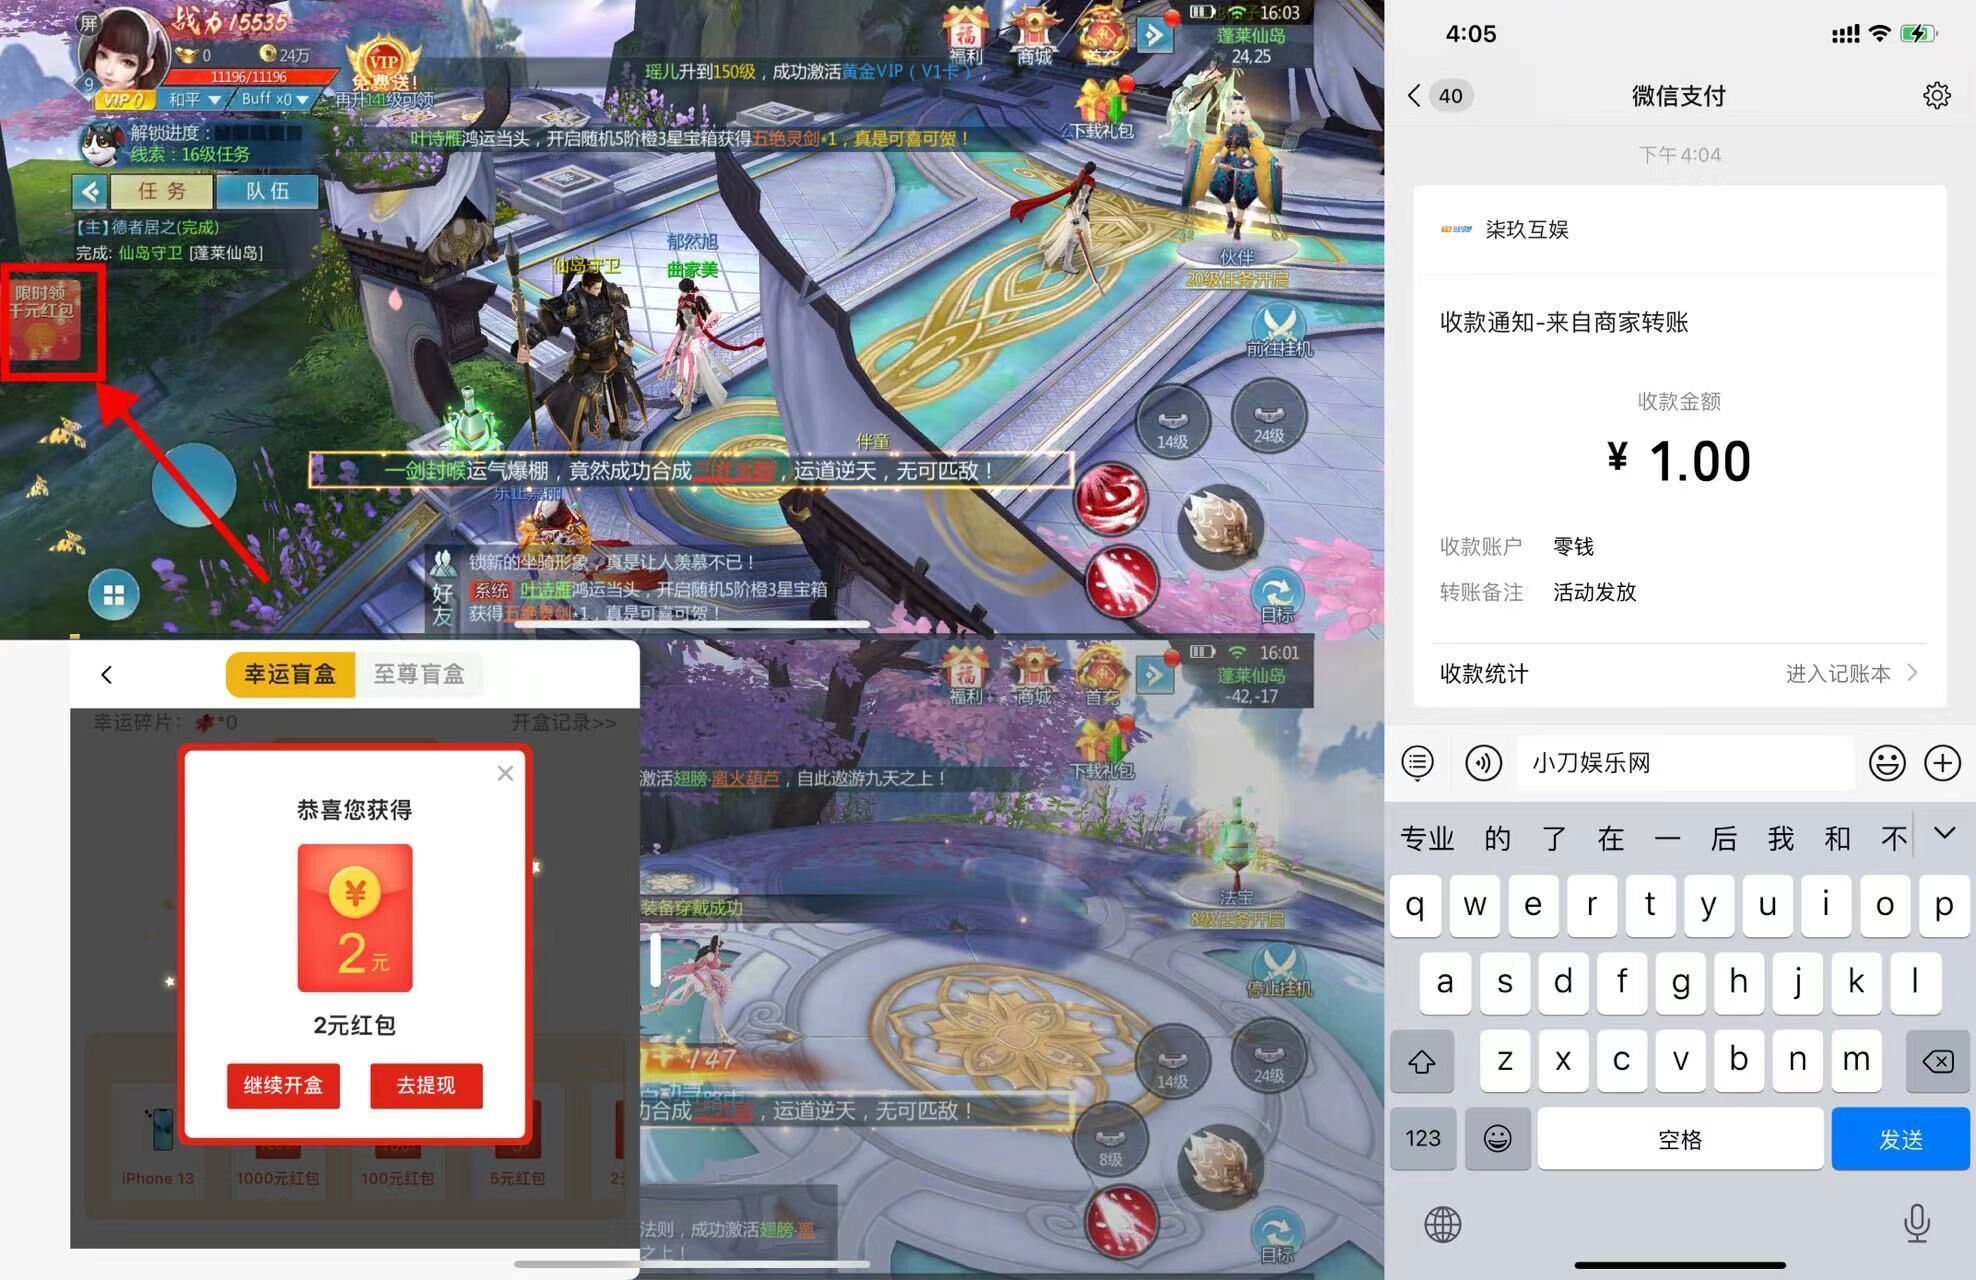 屏
战力15535
0
24万
11196/11196
9
VIP0
和平
Buff x0
VIP
免费送!
再升141级可领
解锁进度:
线索:16级任务
任务
队伍
【主】德者居之(完成)
完成: 仙岛守卫 [蓬莱仙岛]
限时领
千元红包
福利
商城
首充
16:03
蓬莱仙岛
24,25
瑶儿升到150级，成功激活黄金VIP（V1卡），
叶诗雁鸿运当头，开启随机5阶橙3星宝箱获得五绝灵剑*1，真是可喜可贺！
下载礼包
郁然旭
曲家美
仙岛守卫
伙伴
20级任务开启
前往挂机
14级
24级
伴童
一剑封喉运气爆棚，竟然成功合成，运道逆天，无可匹敌！
乐正嘉丽
好友
锁新的坐骑形象，真是让人羡慕不已！
系统 叶诗雁鸿运当头，开启随机5阶橙3星宝箱
获得五绝灵剑*1，真是可喜可贺！
目标
幸运盲盒
至尊盲盒
幸运碎片: *0
开盒记录>>
恭喜您获得
¥
2元
2元红包
继续开盒
去提现
iPhone 13
1000元红包
100元红包
5元红包
福利
商城
首充
16:01
蓬莱仙岛
-42,-17
下载礼包
激活翅膀·离火葫芦，自此遨游九天之上！
装备穿戴成功
法宝
8级任务开启
停止挂机
147
14级
24级
功合成，运道逆天，无可匹敌！
8级
法则，成功激活翅膀·离
之上！
目标
4:05
40
微信支付
下午4:04
柒玖互娱
收款通知-来自商家转账
收款金额
¥ 1.00
收款账户 零钱
转账备注 活动发放
收款统计
进入记账本
小刀娱乐网
专业 的 了 在 一 后 我 和 不
q w e r t y u i o p
a s d f g h j k l
z x c v b n m
123
空格
发送